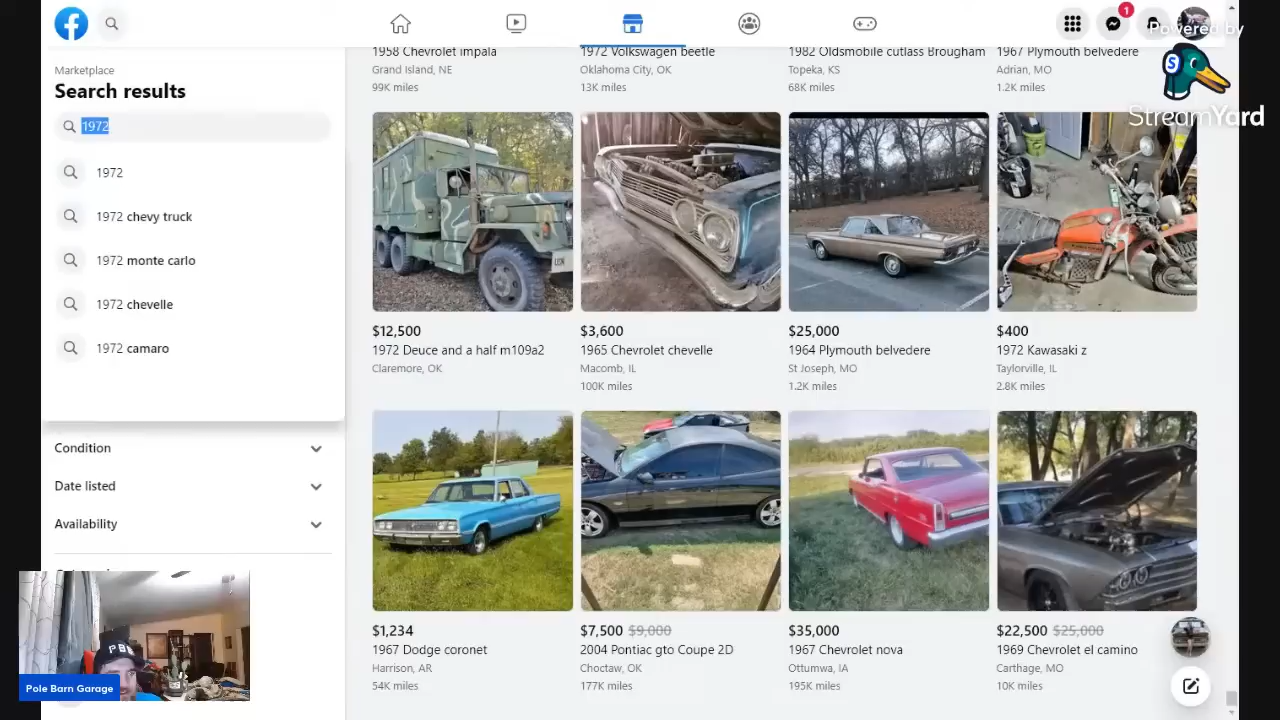 1
Powered by
StreamYard
Marketplace
Search results
1972
1972
1972 chevy truck
1972 monte carlo
1972 chevelle
1972 camaro
Condition
Date listed
Availability
1958 Chevrolet impala
Grand Island, NE
99K miles
1972 Volkswagen beetle
Oklahoma City, OK
13K miles
1982 Oldsmobile cutlass Brougham
Topeka, KS
68K miles
1967 Plymouth belvedere
Adrian, MO
1.2K miles
$12,500
1972 Deuce and a half m109a2
Claremore, OK
$3,600
1965 Chevrolet chevelle
Macomb, IL
100K miles
$25,000
1964 Plymouth belvedere
St Joseph, MO
1.2K miles
$400
1972 Kawasaki z
Taylorville, IL
2.8K miles
$1,234
1967 Dodge coronet
Harrison, AR
54K miles
$7,500 $9,000
2004 Pontiac gto Coupe 2D
Choctaw, OK
177K miles
$35,000
1967 Chevrolet nova
Ottumwa, IA
195K miles
$22,500 $25,000
1969 Chevrolet el camino
Carthage, MO
10K miles
Pole Barn Garage